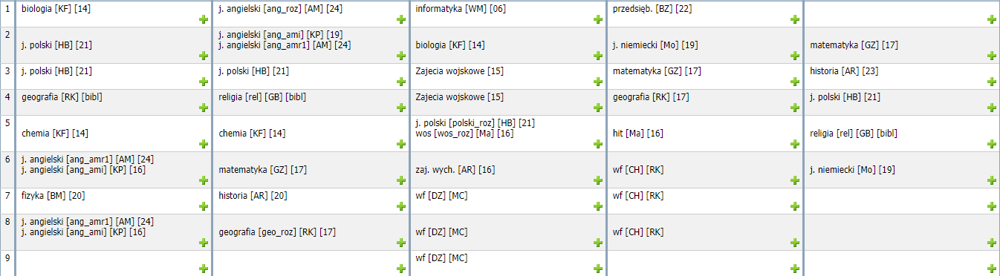 1 biologia [KF] [14] j. angielski [ang_roz] [AM] [24] informatyka [WM] [06] przedsięb. [BZ] [22]
2 j. polski [HB] [21] j. angielski [ang_ami] [KP] [19]
j. angielski [ang_amr1] [AM] [24] biologia [KF] [14] j. niemiecki [Mo] [19] matematyka [GZ] [17]
3 j. polski [HB] [21] j. polski [HB] [21] Zajecia wojskowe [15] matematyka [GZ] [17] historia [AR] [23]
4 geografia [RK] [bibl] religia [rel] [GB] [bibl] Zajecia wojskowe [15] geografia [RK] [17] j. polski [HB] [21]
5 chemia [KF] [14] chemia [KF] [14] j. polski [polski_roz] [HB] [21]
wos [wos_roz] [Ma] [16] hit [Ma] [16] religia [rel] [GB] [bibl]
6 j. angielski [ang_amr1] [AM] [24]
j. angielski [ang_ami] [KP] [16] matematyka [GZ] [17] zaj. wych. [AR] [16] wf [CH] [RK] j. niemiecki [Mo] [19]
7 fizyka [BM] [20] historia [AR] [20] wf [DZ] [MC] wf [CH] [RK]
8 j. angielski [ang_amr1] [AM] [24]
j. angielski [ang_ami] [KP] [16] geografia [geo_roz] [RK] [17] wf [DZ] [MC] wf [CH] [RK]
9 wf [DZ] [MC]